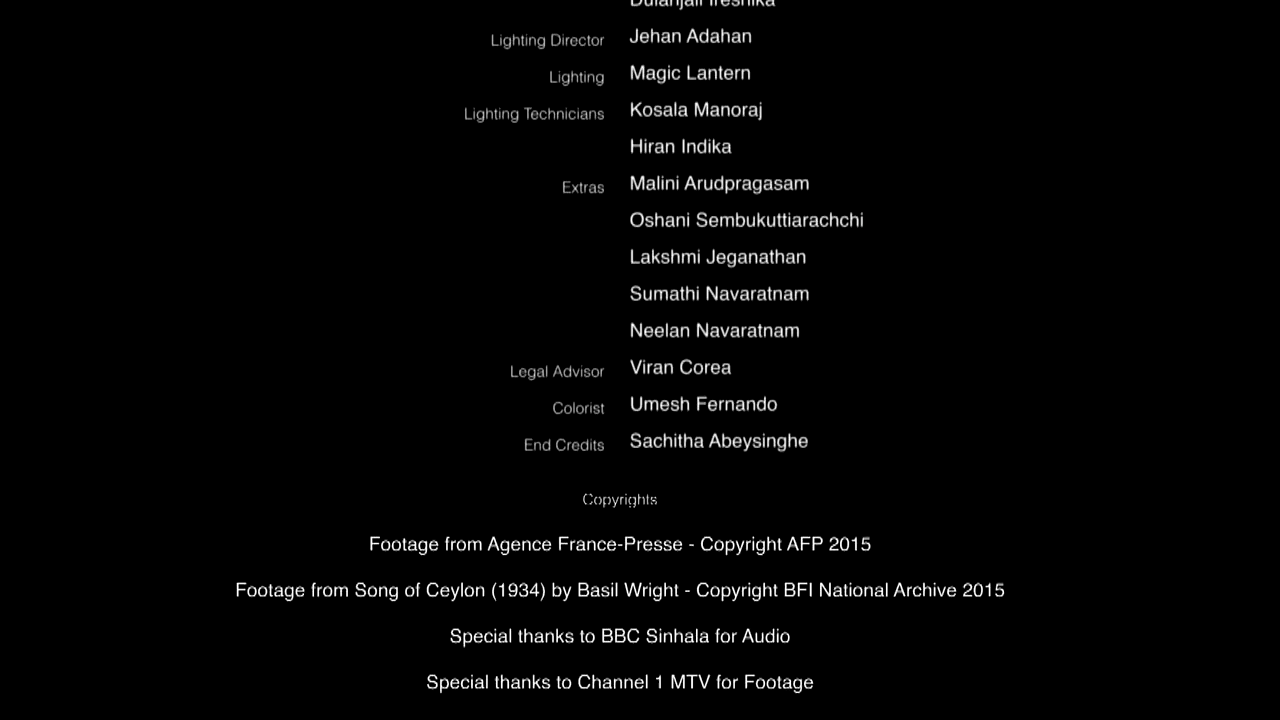 Lighting Director Jehan Adahan
Lighting Magic Lantern
Lighting Technicians Kosala Manoraj
Hiran Indika
Extras Malini Arudpragasam
Oshani Sembukuttiarachchi
Lakshmi Jeganathan
Sumathi Navaratnam
Neelan Navaratnam
Legal Advisor Viran Corea
Colorist Umesh Fernando
End Credits Sachitha Abeysinghe
Copyrights
Footage from Agence France-Presse - Copyright AFP 2015
Footage from Song of Ceylon (1934) by Basil Wright - Copyright BFI National Archive 2015
Special thanks to BBC Sinhala for Audio
Special thanks to Channel 1 MTV for Footage